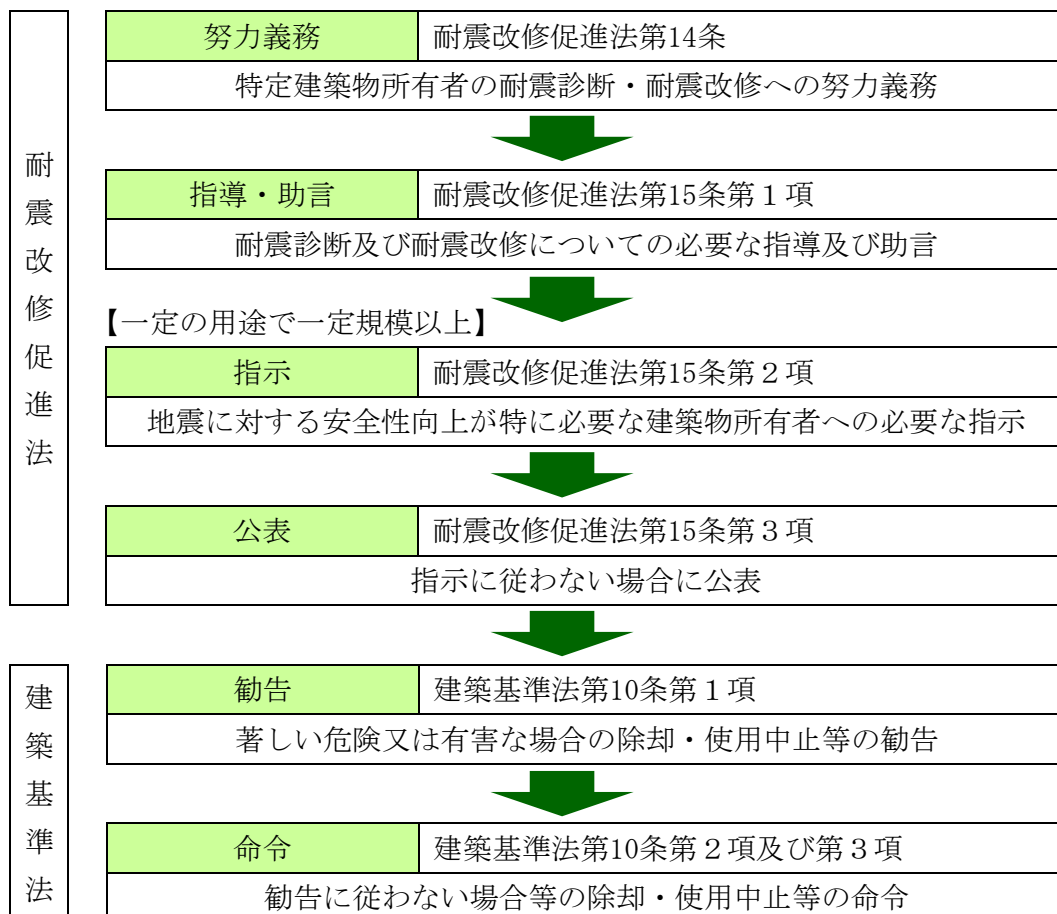 耐震改修促進法
努力義務 耐震改修促進法第14条
特定建築物所有者の耐震診断・耐震改修への努力義務
指導・助言 耐震改修促進法第15条第１項
耐震診断及び耐震改修についての必要な指導及び助言
【一定の用途で一定規模以上】
指示 耐震改修促進法第15条第２項
地震に対する安全性向上が特に必要な建築物所有者への必要な指示
公表 耐震改修促進法第15条第３項
指示に従わない場合に公表
建築基準法
勧告 建築基準法第10条第１項
著しい危険又は有害な場合の除却・使用中止等の勧告
命令 建築基準法第10条第２項及び第３項
勧告に従わない場合等の除却・使用中止等の命令